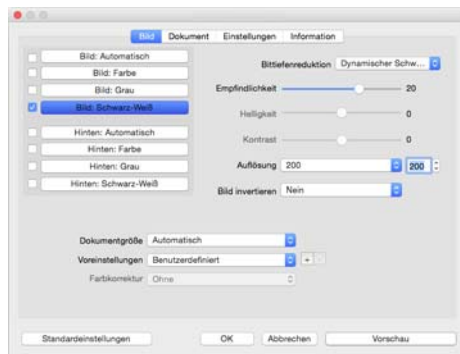 Bild Dokument Einstellungen Information
Bild: Automatisch
Bild: Farbe
Bild: Grau
Bild: Schwarz-Weiß
Hinten: Automatisch
Hinten: Farbe
Hinten: Grau
Hinten: Schwarz-Weiß
Bittiefenreduktion Dynamischer Schw...
Empfindlichkeit 20
Helligkeit 0
Kontrast 0
Auflösung 200 200
Bild invertieren Nein
Dokumentgröße Automatisch
Voreinstellungen Benutzerdefiniert
Farbkorrektur Ohne
Standardeinstellungen OK Abbrechen Vorschau